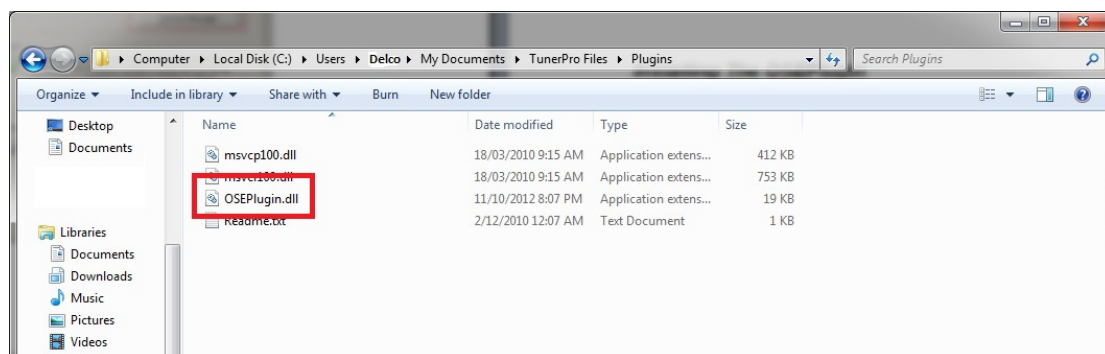 Computer Local Disk (C:) Users Delco My Documents TunerPro Files Plugins Search Plugins
Organize Include in library Share with Burn New folder
Name Date modified Type Size
Desktop
Documents
Libraries
Documents
Downloads
Music
Pictures
Videos
msvcp100.dll 18/03/2010 9:15 AM Application extens... 412 KB
msvcr100.dll 18/03/2010 9:15 AM Application extens... 753 KB
OSEPlugin.dll 11/10/2012 8:07 PM Application extens... 19 KB
Readme.txt 2/12/2010 12:07 AM Text Document 1 KB